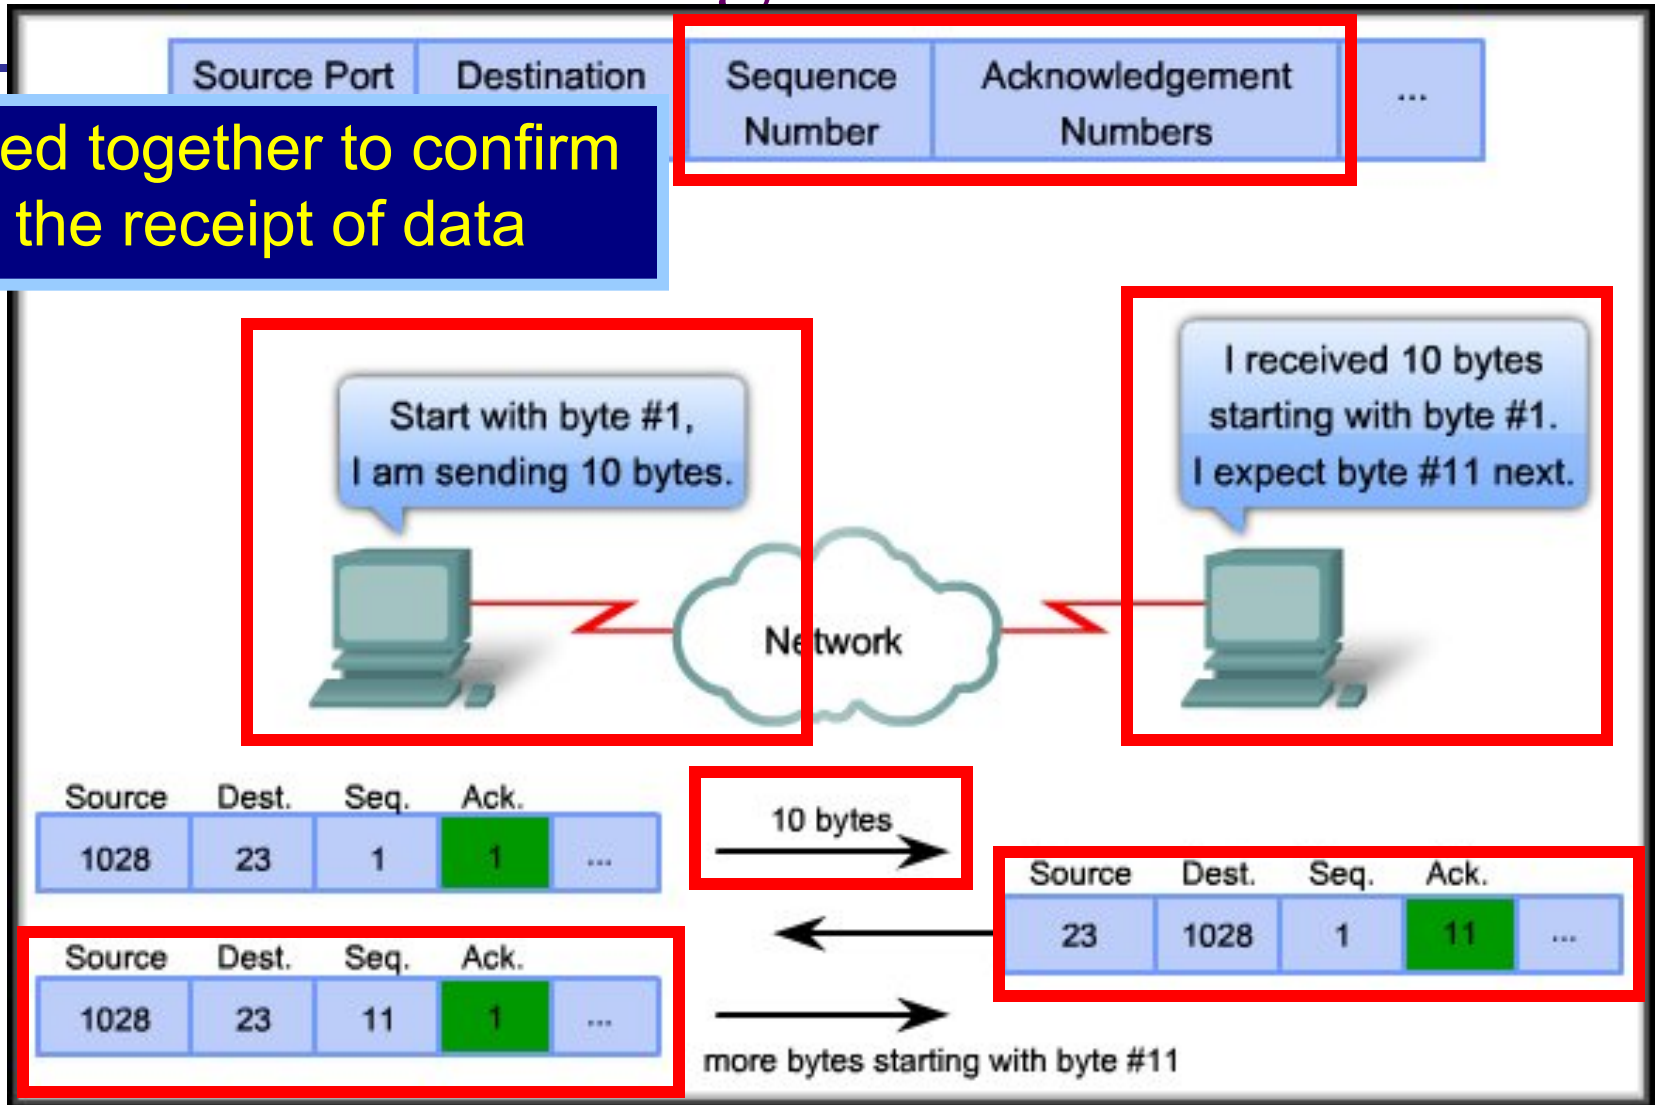 Source Port Destination Sequence Number Acknowledgement Numbers ...
together to confirm
the receipt of data
Start with byte #1,
I am sending 10 bytes.
I received 10 bytes
starting with byte #1.
I expect byte #11 next.
Network
Source Dest. Seq. Ack.
1028 23 1 1 ...
10 bytes
Source Dest. Seq. Ack.
23 1028 1 11 ...
Source Dest. Seq. Ack.
1028 23 11 1 ...
more bytes starting with byte #11